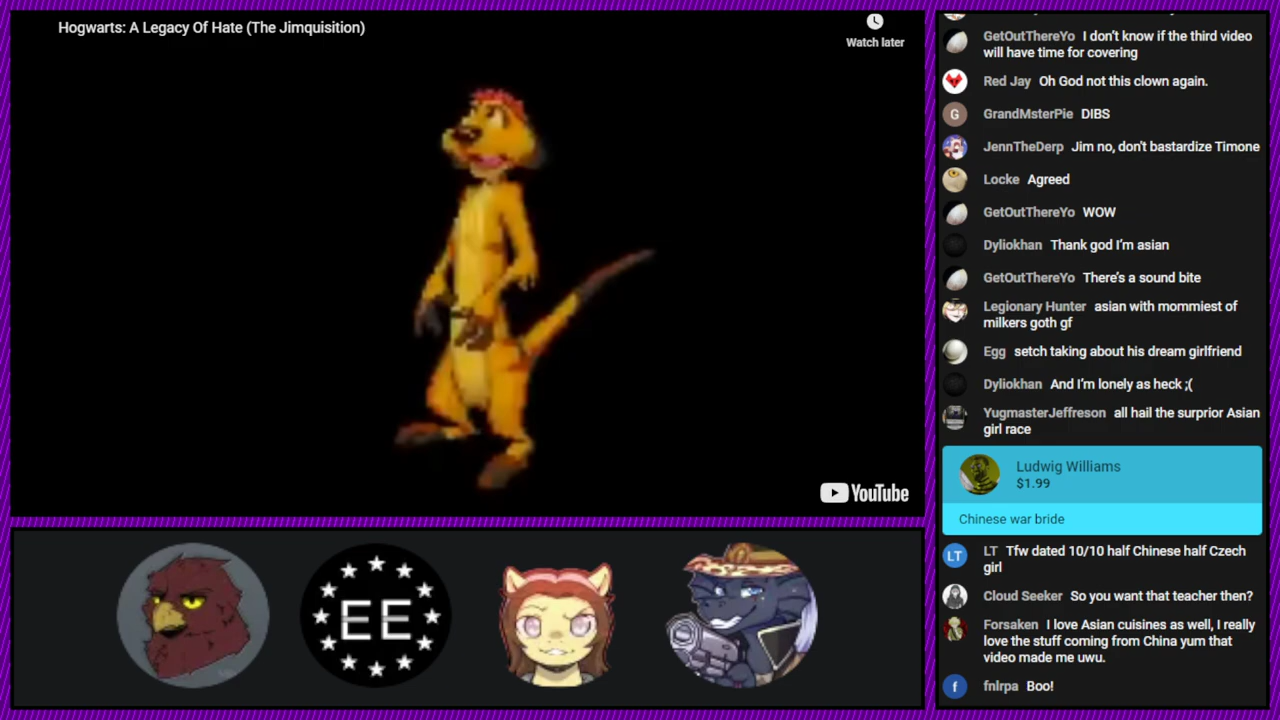 Hogwarts: A Legacy Of Hate (The Jimquisition)
Watch later
YouTube
EE
GetOutThereYo I don't know if the third video
will have time for covering
Red Jay Oh God not this clown again.
G GrandMsterPie DIBS
JennTheDerp Jim no, don't bastardize Timone
Locke Agreed
GetOutThereYo WOW
Dyliokhan Thank god I'm asian
GetOutThereYo There's a sound bite
Legionary Hunter asian with mommiest of
milkers goth gf
Egg setch taking about his dream girlfriend
Dyliokhan And I'm lonely as heck ;(
YugmasterJeffreson all hail the surprior Asian
girl race
Ludwig Williams
$1.99
Chinese war bride
LT LT Tfw dated 10/10 half Chinese half Czech
girl
Cloud Seeker So you want that teacher then?
Forsaken I love Asian cuisines as well, I really
love the stuff coming from China yum that
video made me uwu.
f fnlrpa Boo!